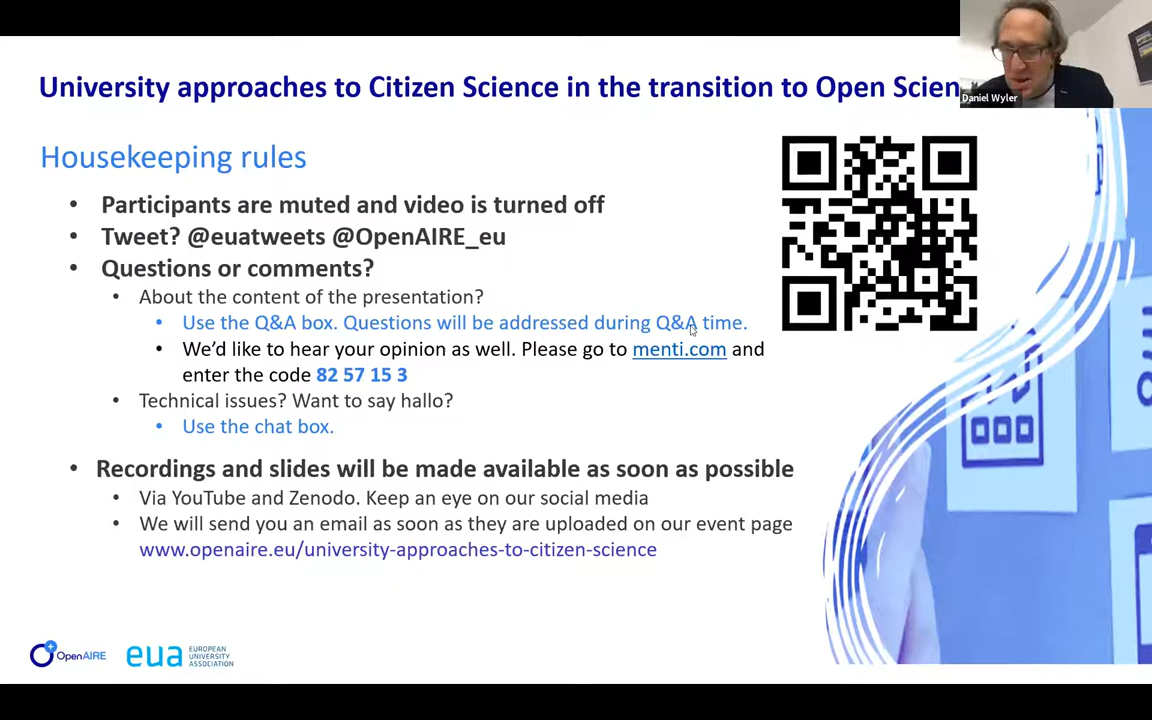 University approaches to Citizen Science in the transition to Open Scien
Daniel Wyler
Housekeeping rules
• Participants are muted and video is turned off
• Tweet? @euatweets @OpenAIRE_eu
• Questions or comments?
• About the content of the presentation?
• Use the Q&A box. Questions will be addressed during Q&A time.
• We’d like to hear your opinion as well. Please go to menti.com and
enter the code 82 57 15 3
• Technical issues? Want to say hallo?
• Use the chat box.
• Recordings and slides will be made available as soon as possible
• Via YouTube and Zenodo. Keep an eye on our social media
• We will send you an email as soon as they are uploaded on our event page
www.openaire.eu/university-approaches-to-citizen-science
OpenAIRE
eua EUROPEAN
UNIVERSITY
ASSOCIATION